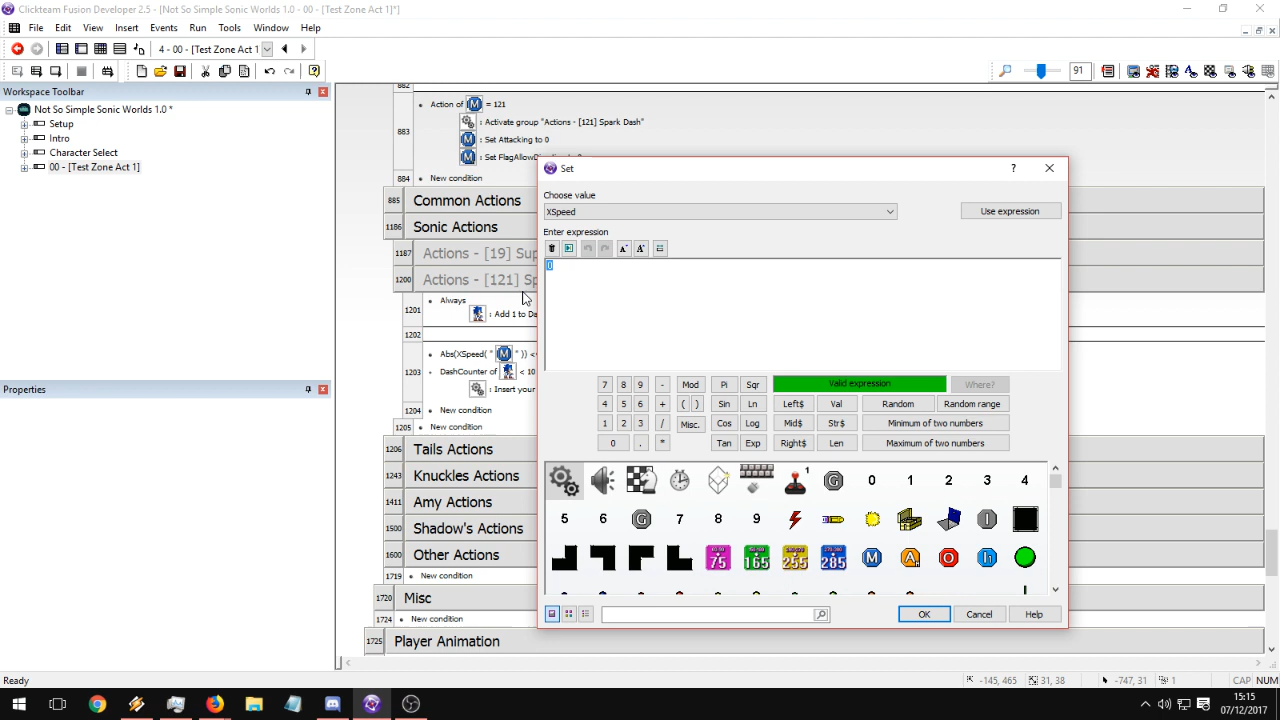 Clickteam Fusion Developer 2.5 - [Not So Simple Sonic Worlds 1.0 - 00 - [Test Zone Act 1]*]
File Edit View Insert Events Run Tools Window Help
4 - 00 - [Test Zone Act 1
91
Workspace Toolbar
Not So Simple Sonic Worlds 1.0 *
Setup
Intro
Character Select
00 - [Test Zone Act 1]
Properties
882
883
Action of M = 121
: Activate group "Actions - [121] Spark Dash"
: Set Attacking to 0
884 New condition
885 Common Actions
1186 Sonic Actions
1187 Actions - [19] Sup
1200 Actions - [121] Sp
1201 Always
: Add 1 to Da
1202
1203 Abs(XSpeed( " M " )) <
DashCounter of < 10
: Insert your
1204 New condition
1205 New condition
1206 Tails Actions
1243 Knuckles Actions
1411 Amy Actions
1500 Shadow's Actions
1600 Other Actions
1719 New condition
1720 Misc
1724 New condition
1725 Player Animation
Set
?
Choose value
XSpeed
Use expression
Enter expression
0
7 8 9 - Mod Pi Sqr Valid expression Where?
4 5 6 + ( ) Sin Ln Left$ Val Random Random range
1 2 3 / Misc. Cos Log Mid$ Str$ Minimum of two numbers
0 . " Tan Exp Right$ Len Maximum of two numbers
1 G 0 1 2 3 4
5 6 G 7 8 9 I
75 165 255 285 M A O
OK Cancel Help
Ready
-145, 465 31, 38 -747, 31 1 CAP NUM
15:15
07/12/2017